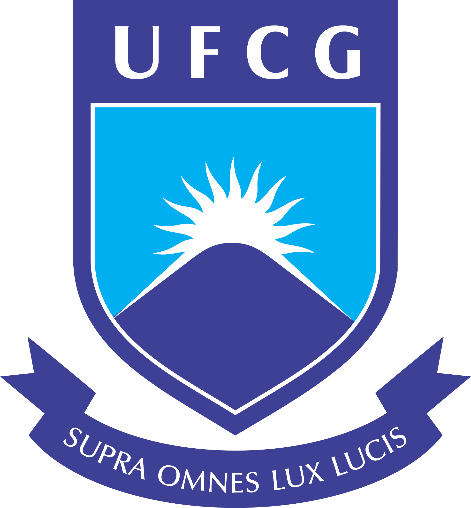 UFCG
SUPRA OMNES LUX LUCIS